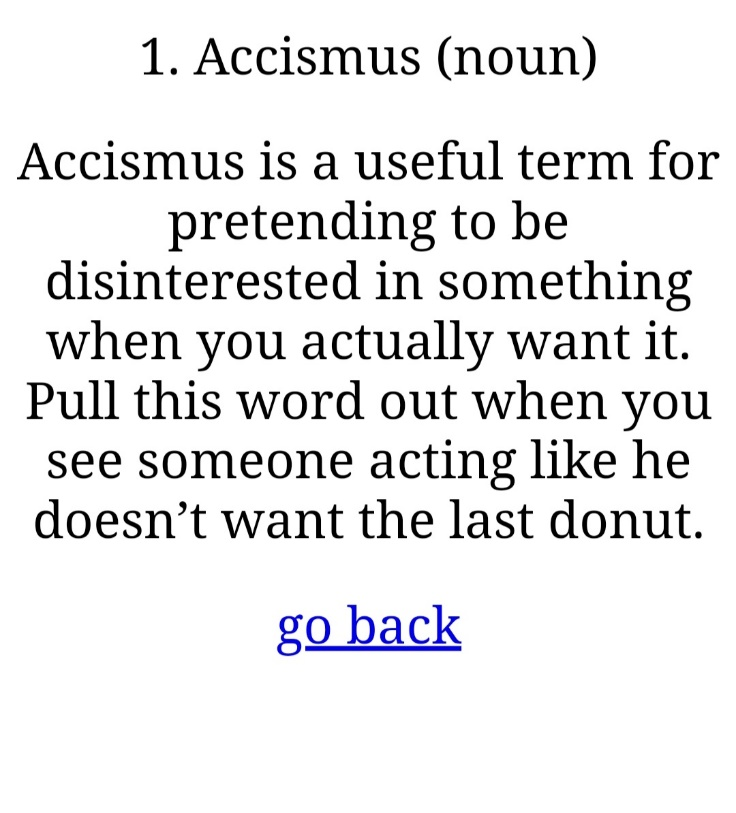 1. Accismus (noun)
Accismus is a useful term for
pretending to be
disinterested in something
when you actually want it.
Pull this word out when you
see someone acting like he
doesn’t want the last donut.
go back